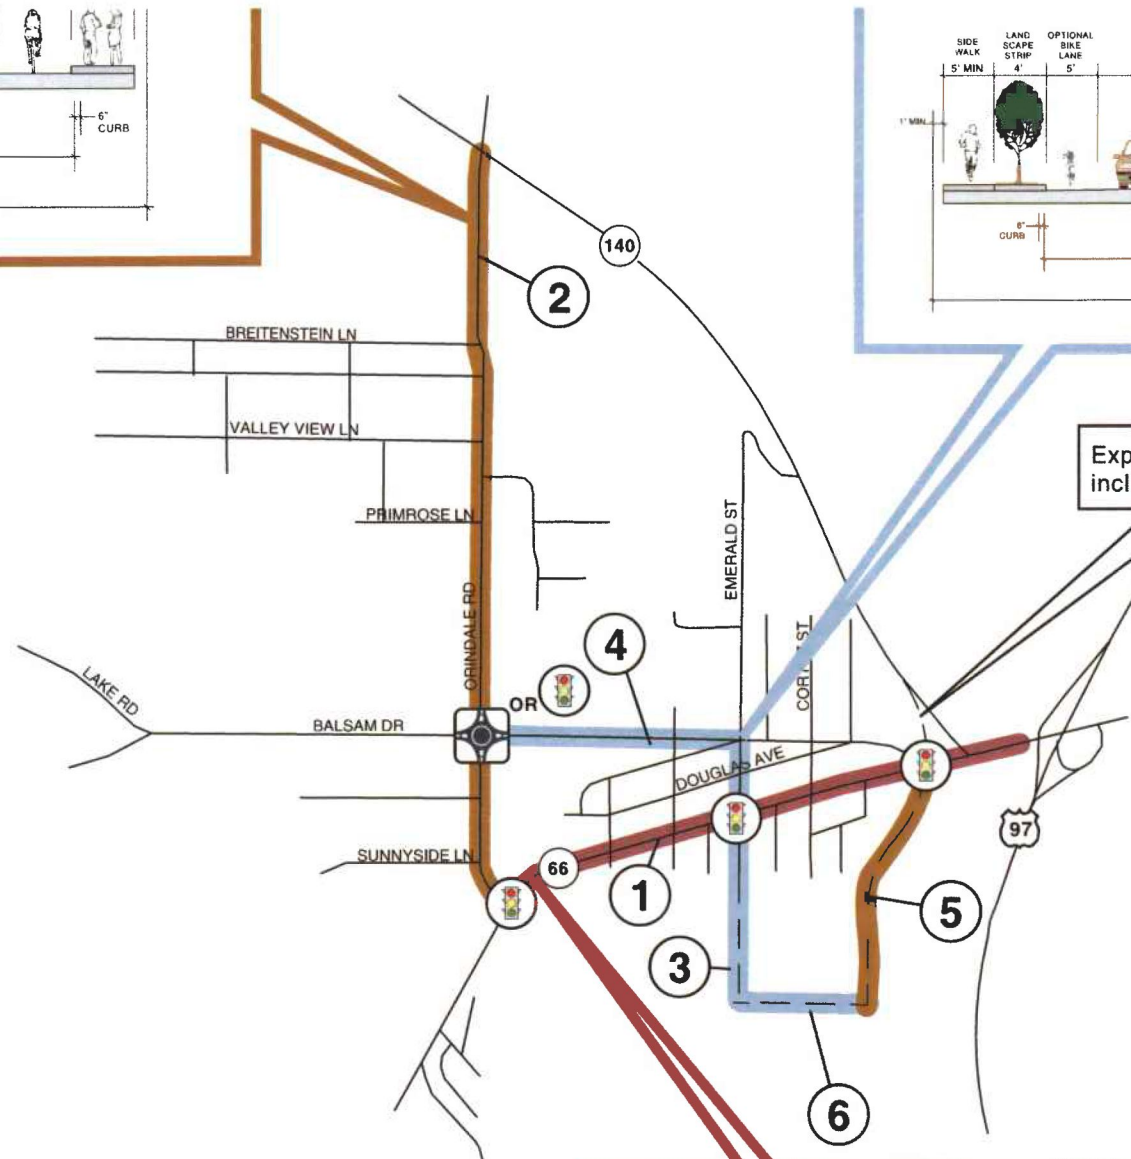 6"
CURB
SIDE
WALK
5' MIN
LAND
SCAPE
STRIP
4'
OPTIONAL
BIKE
LANE
5'
1' MIN
6"
CURB
140
2
BREITENSTEIN LN
VALLEY VIEW LN
PRIMROSE LN
Exp
incl
EMERALD ST
ORINDALE RD
4
OR
LAKE RD
BALSAM DR
DOUGLAS AVE
97
SUNNYSIDE LN
66
1
5
3
6